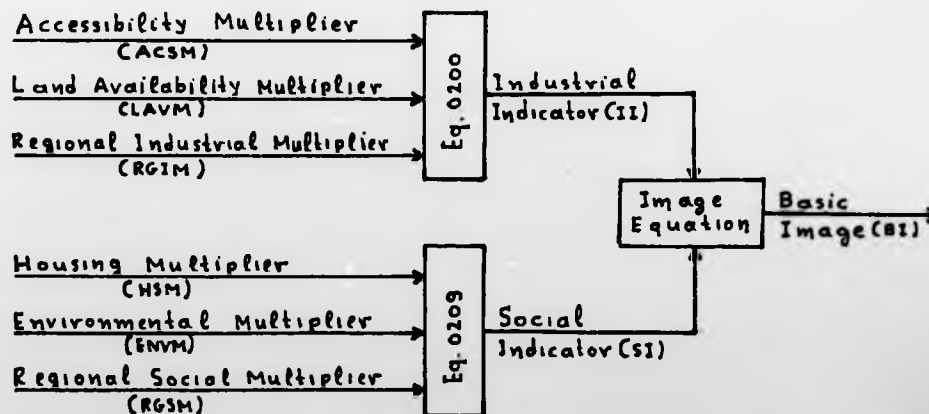 Accessibility Multiplier
(ACSM)
Land Availability Multiplier
(LAVM)
Regional Industrial Multiplier
(RGIM)
Eq. 0200
Industrial
Indicator (II)
Housing Multiplier
(HSM)
Environmental Multiplier
(ENVM)
Regional Social Multiplier
(RGSM)
Eq. 0209
Social
Indicator (SI)
Image
Equation
Basic
Image (BI)